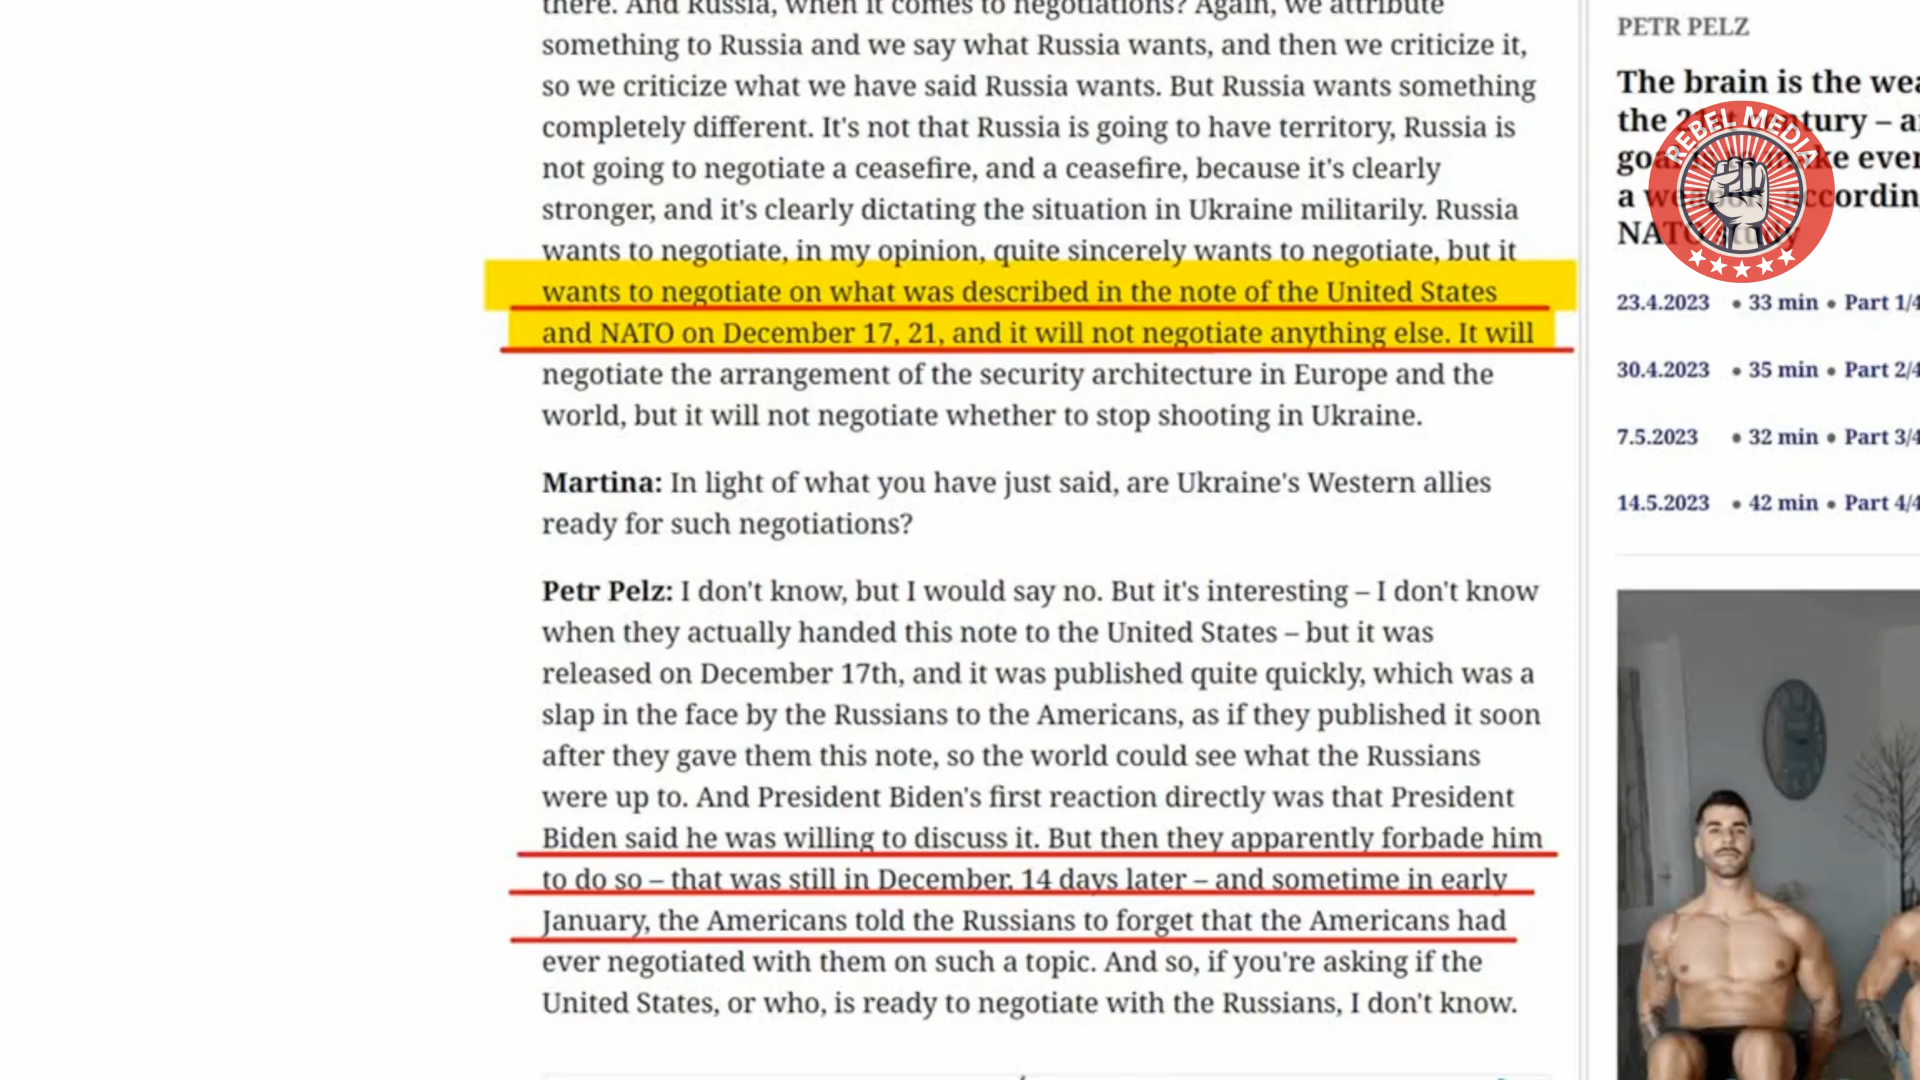 there. And Russia, when it comes to negotiations? Again, we attribute
something to Russia and we say what Russia wants, and then we criticize it,
so we criticize what we have said Russia wants. But Russia wants something
completely different. It's not that Russia is going to have territory, Russia is
not going to negotiate a ceasefire, and a ceasefire, because it's clearly
stronger, and it's clearly dictating the situation in Ukraine militarily. Russia
wants to negotiate, in my opinion, quite sincerely wants to negotiate, but it
wants to negotiate on what was described in the note of the United States
and NATO on December 17, 21, and it will not negotiate anything else. It will
negotiate the arrangement of the security architecture in Europe and the
world, but it will not negotiate whether to stop shooting in Ukraine.
Martina: In light of what you have just said, are Ukraine's Western allies
ready for such negotiations?
Petr Pelz: I don't know, but I would say no. But it's interesting – I don't know
when they actually handed this note to the United States – but it was
released on December 17th, and it was published quite quickly, which was a
slap in the face by the Russians to the Americans, as if they published it soon
after they gave them this note, so the world could see what the Russians
were up to. And President Biden's first reaction directly was that President
Biden said he was willing to discuss it. But then they apparently forbade him
to do so – that was still in December, 14 days later – and sometime in early
January, the Americans told the Russians to forget that the Americans had
ever negotiated with them on such a topic. And so, if you're asking if the
United States, or who, is ready to negotiate with the Russians, I don't know.
PETR PELZ
The brain is the
the – a
a
NATO
REBEL MEDIA
23.4.2023 • 33 min • Part 1/4
30.4.2023 • 35 min • Part 2/4
7.5.2023 • 32 min • Part 3/4
14.5.2023 • 42 min • Part 4/4